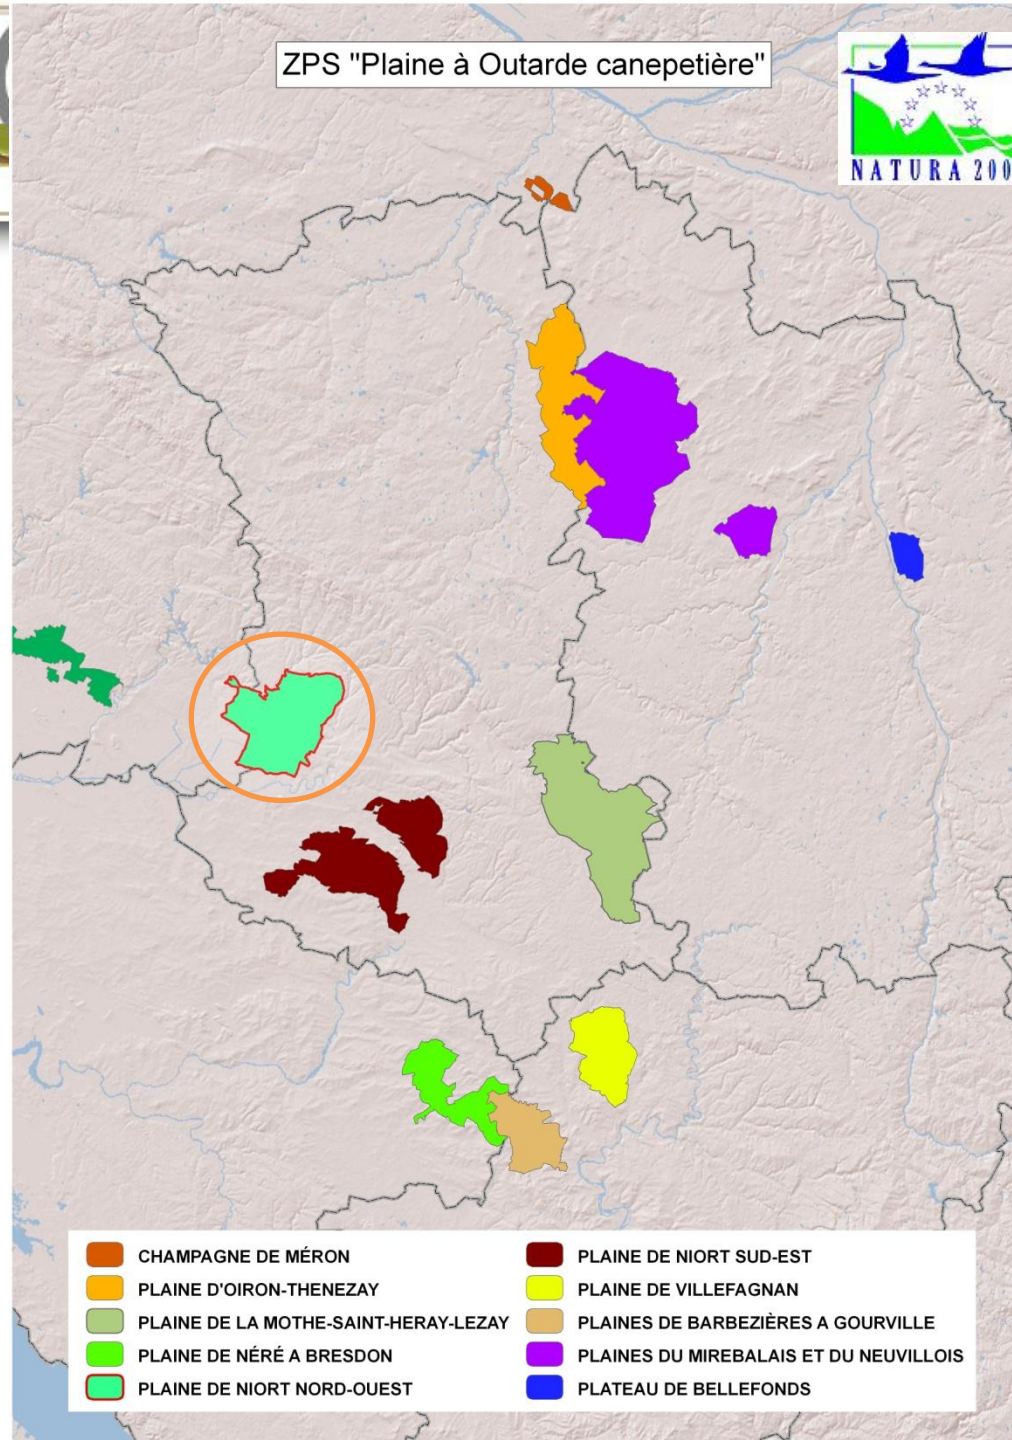 ZPS "Plaine à Outarde canepetière"
NATURA 200
CHAMPAGNE DE MÉRON
PLAINE D'OIRON-THENEZAY
PLAINE DE LA MOTHE-SAINT-HERAY-LEZAY
PLAINE DE NÉRÉ A BRESDON
PLAINE DE NIORT NORD-OUEST
PLAINE DE NIORT SUD-EST
PLAINE DE VILLEFAGNAN
PLAINES DE BARBEZIÈRES A GOURVILLE
PLAINES DU MIREBALAIS ET DU NEUVILLOIS
PLATEAU DE BELLEFONDS